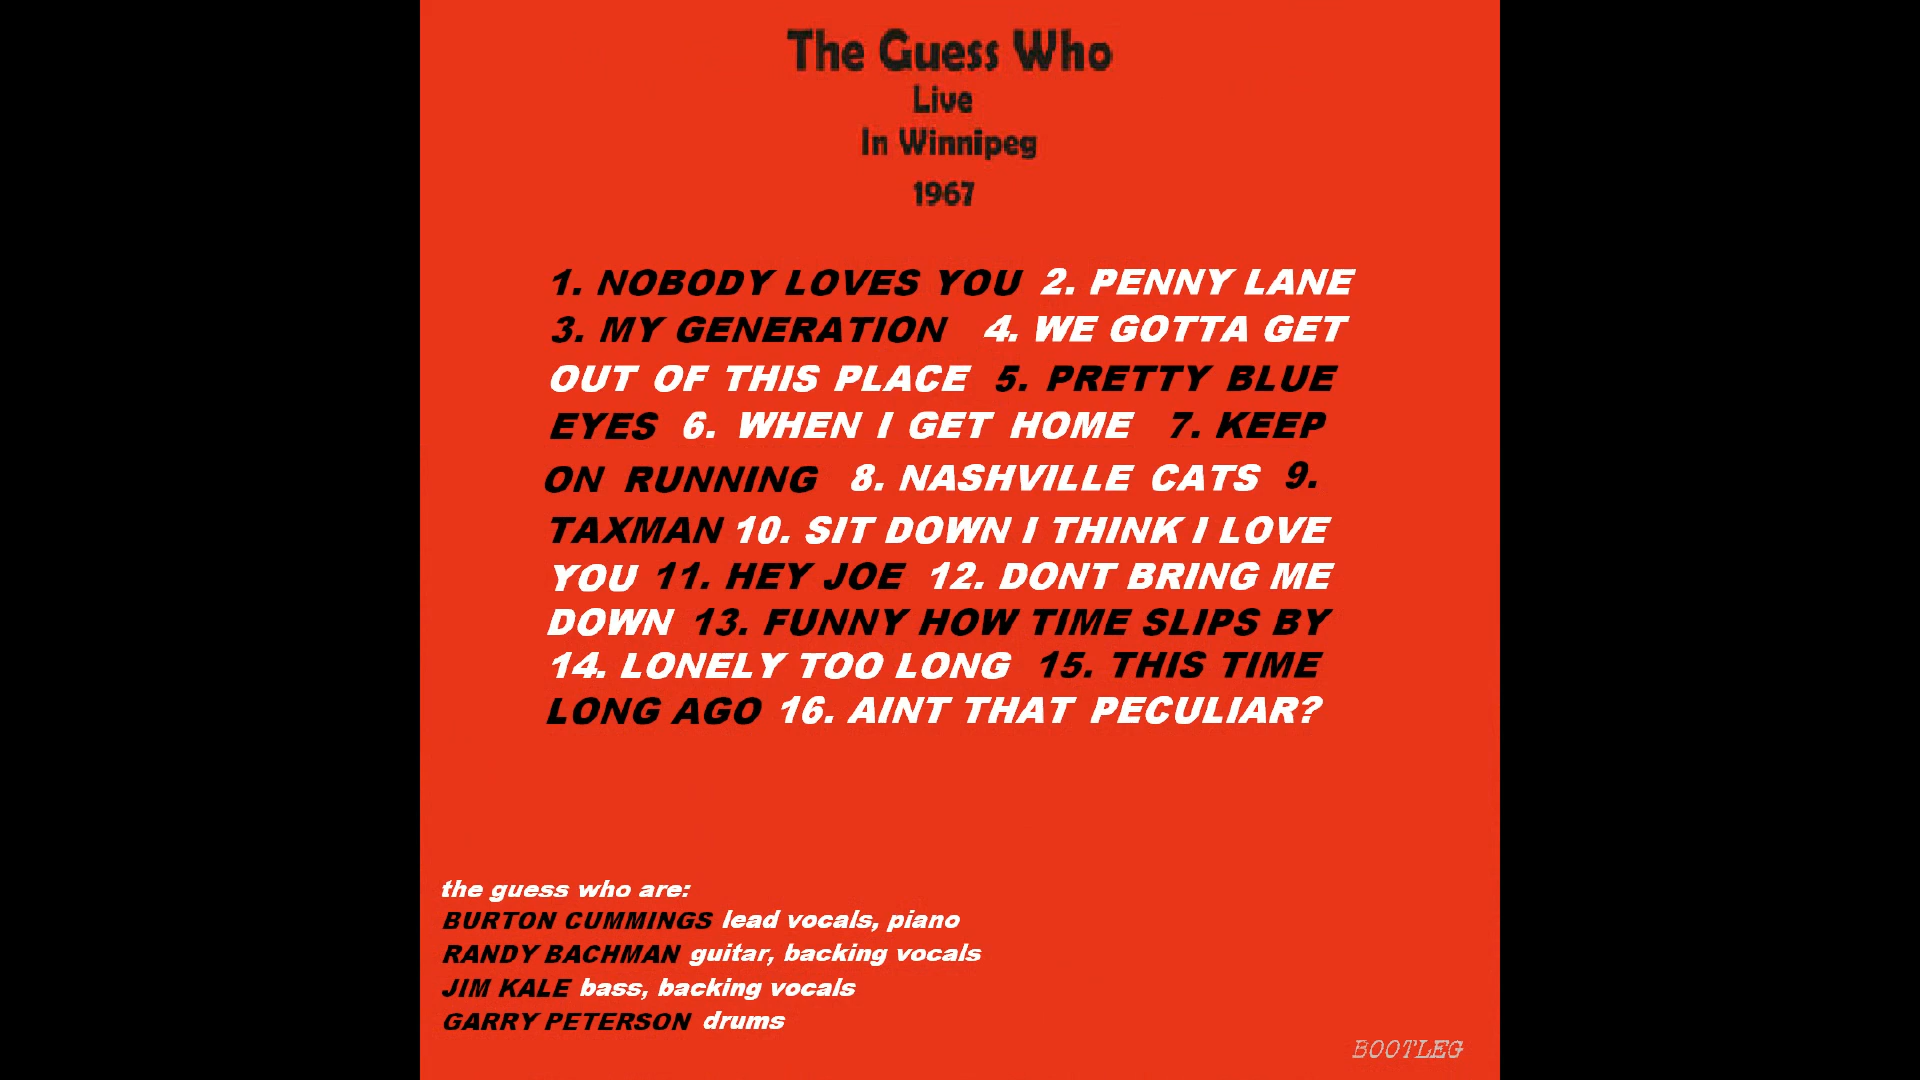 The Guess Who
Live
In Winnipeg
1967
1. NOBODY LOVES YOU 2. PENNY LANE
3. MY GENERATION 4. WE GOTTA GET
OUT OF THIS PLACE 5. PRETTY BLUE
EYES 6. WHEN I GET HOME 7. KEEP
ON RUNNING 8. NASHVILLE CATS 9.
TAXMAN 10. SIT DOWN I THINK I LOVE
YOU 11. HEY JOE 12. DONT BRING ME
DOWN 13. FUNNY HOW TIME SLIPS BY
14. LONELY TOO LONG 15. THIS TIME
LONG AGO 16. AINT THAT PECULIAR?
the guess who are:
BURTON CUMMINGS lead vocals, piano
RANDY BACHMAN guitar, backing vocals
JIM KALE bass, backing vocals
GARRY PETERSON drums
BOOTLEG